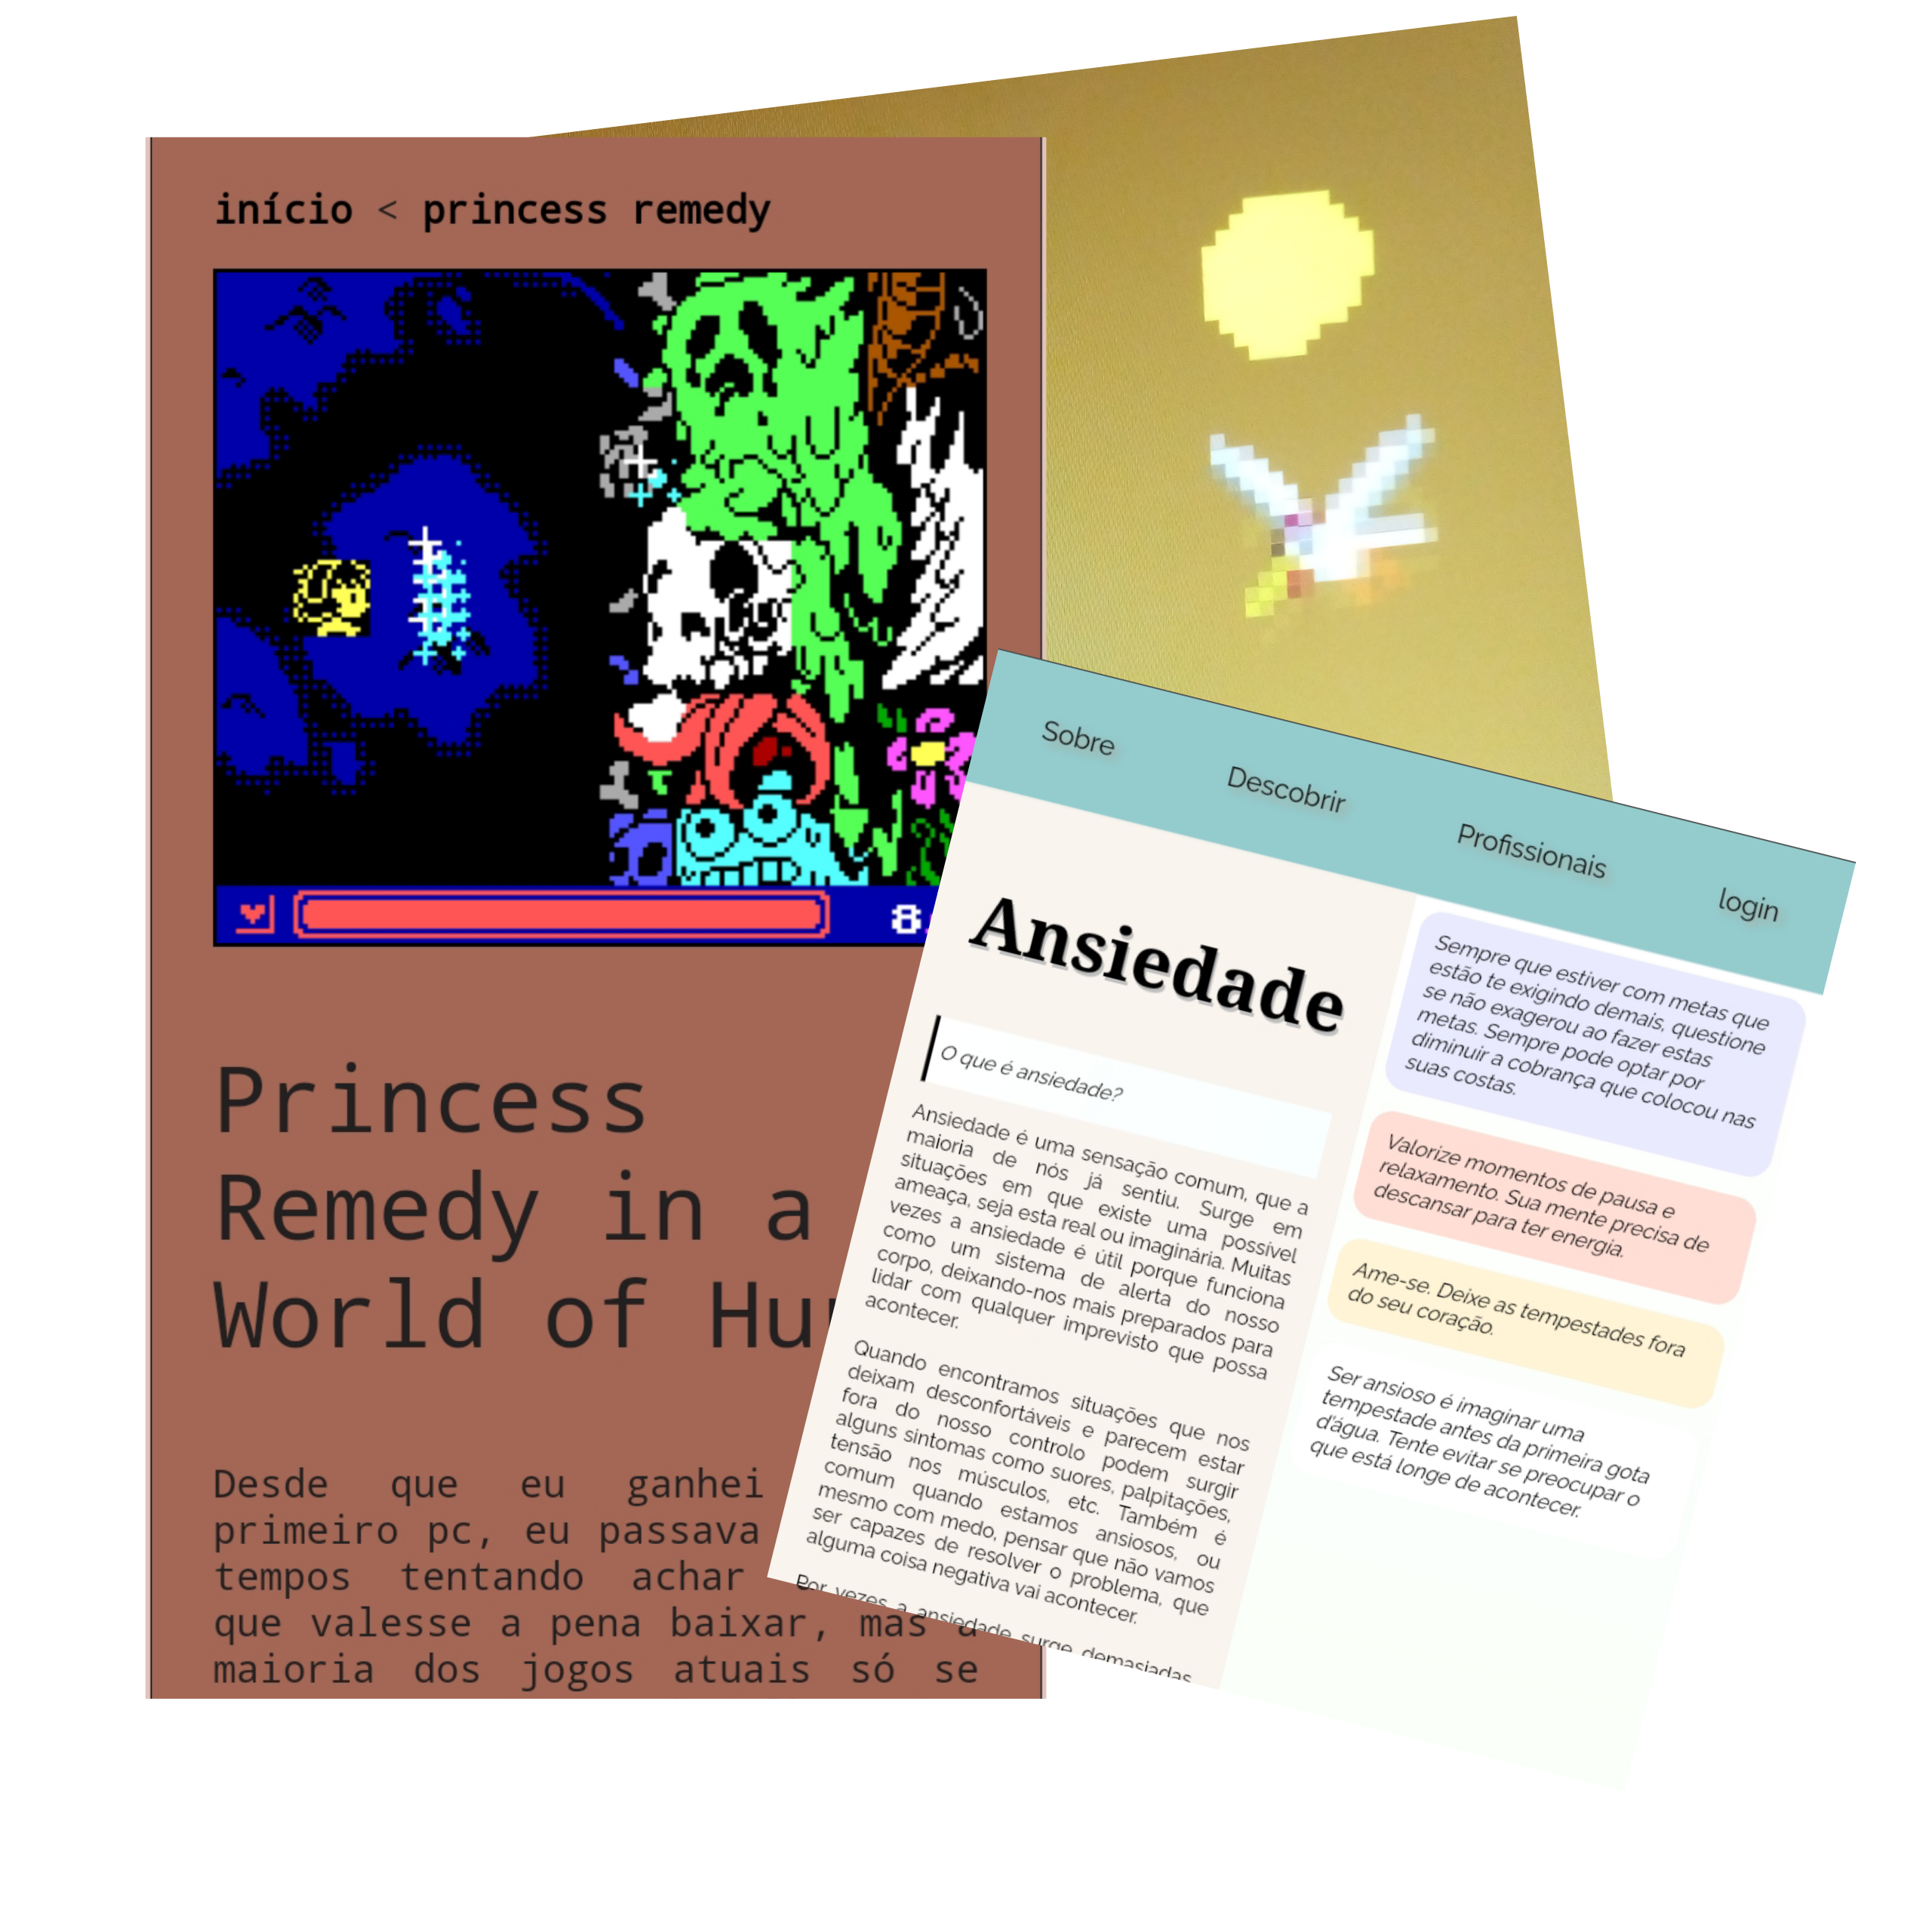 início < princess remedy
8
Princess
Remedy in a
World of Hu
Desde que eu ganhei
primeiro pc, eu passava
tempos tentando achar
que valesse a pena baixar, mas a
maioria dos jogos atuais só se
Sobre
Descobrir
Profissionais
login
Ansiedade
O que é ansiedade?
Ansiedade é uma sensação comum, que a
maioria de nós já sentiu. Surge em
situações em que existe uma possível
ameaça, seja esta real ou imaginária. Muitas
vezes a ansiedade é útil porque funciona
como um sistema de alerta do nosso
corpo, deixando-nos mais preparados para
lidar com qualquer imprevisto que possa
acontecer.
Quando encontramos situações que nos
deixam desconfortáveis e parecem estar
fora do nosso controlo podem surgir
alguns sintomas como suores, palpitações,
tensão nos músculos, etc. Também é
comum quando estamos ansiosos, ou
mesmo com medo, pensar que não vamos
ser capazes de resolver o problema, que
alguma coisa negativa vai acontecer.
Por vezes a ansiedade surge demasiadas
Sempre que estiver com metas que
estão te exigindo demais, questione
se não exagerou ao fazer estas
metas. Sempre pode optar por
diminuir a cobrança que colocou nas
suas costas.
Valorize momentos de pausa e
relaxamento. Sua mente precisa de
descansar para ter energia.
Ame-se. Deixe as tempestades fora
do seu coração.
Ser ansioso é imaginar uma
tempestade antes da primeira gota
d'água. Tente evitar se preocupar o
que está longe de acontecer.